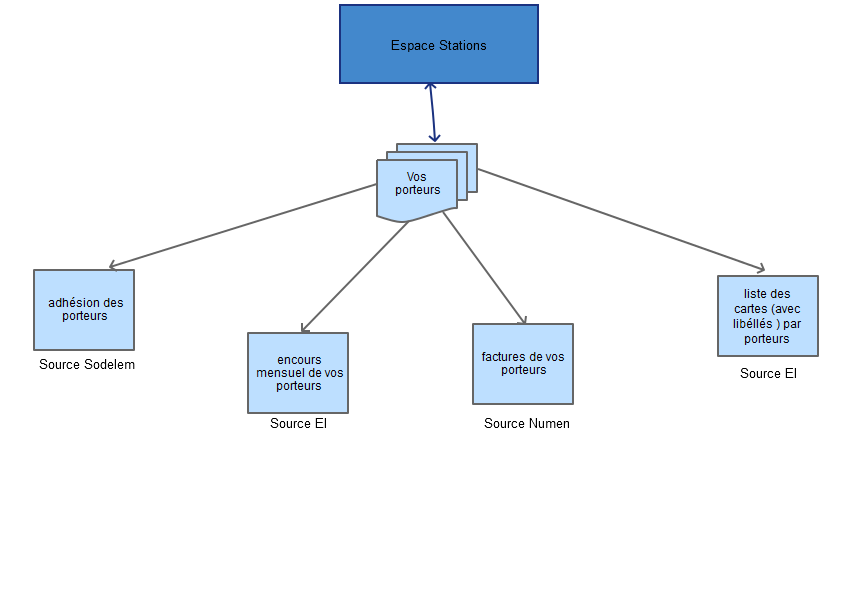 Espace Stations
Vos
porteurs
adhésion des
porteurs
Source Sodelem
encours
mensuel de vos
porteurs
Source EI
factures de vos
porteurs
Source Numen
liste des
cartes (avec
libéllés ) par
porteurs
Source EI